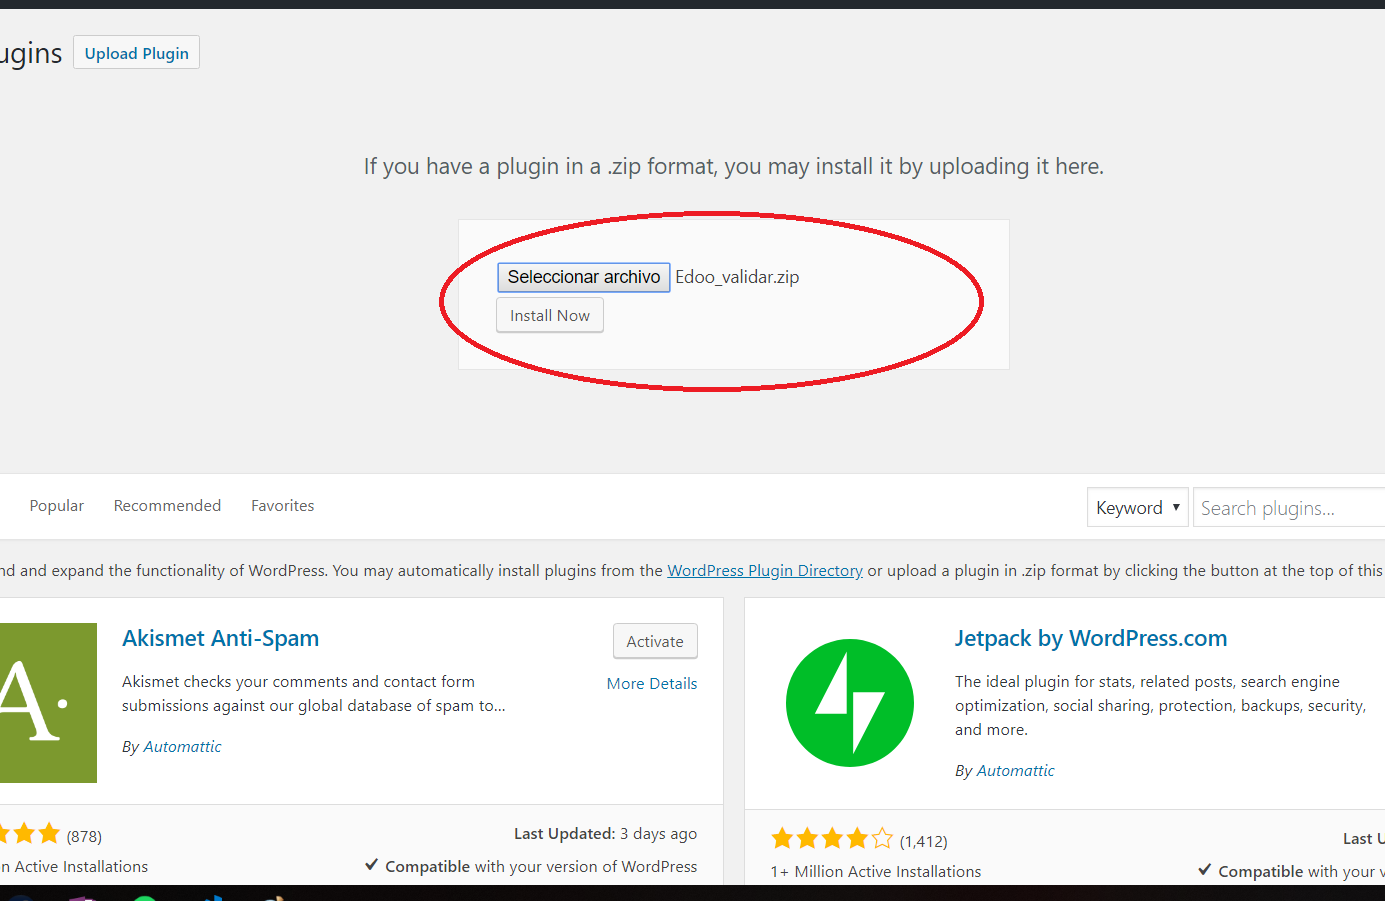 ugins Upload Plugin
If you have a plugin in a .zip format, you may install it by uploading it here.
Seleccionar archivo Edoo_validar.zip
Install Now
Popular Recommended Favorites Keyword Search plugins...
nd and expand the functionality of WordPress. You may automatically install plugins from the WordPress Plugin Directory or upload a plugin in .zip format by clicking the button at the top of this
Akismet Anti-Spam
Activate
More Details
Akismet checks your comments and contact form
submissions against our global database of spam to...
By Automattic
(878)
n Active Installations
Last Updated: 3 days ago
Compatible with your version of WordPress
Jetpack by WordPress.com
The ideal plugin for stats, related posts, search engine
optimization, social sharing, protection, backups, security,
and more.
By Automattic
(1,412)
1+ Million Active Installations
Last U
Compatible with your v